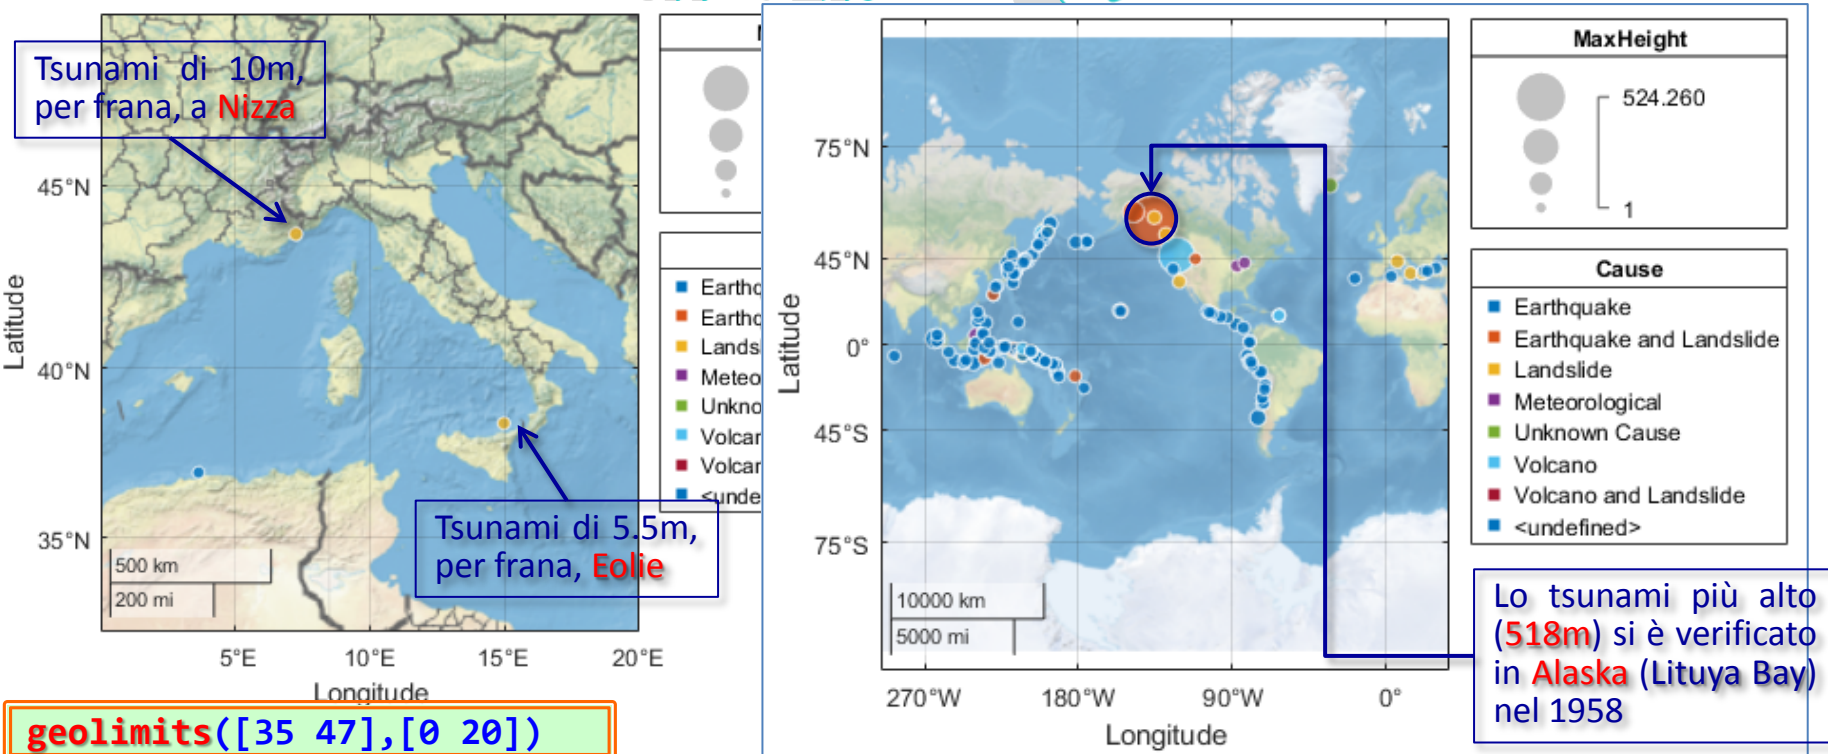 Tsunami di 10m,
per frana, a Nizza
45°N
40°N
35°N
Latitude
500 km
200 mi
5°E
10°E
15°E
20°E
Longitude
Tsunami di 5.5m,
per frana, Eolie
geolimits([35 47],[0 20])
75°N
45°N
0°
45°S
75°S
Latitude
10000 km
5000 mi
270°W
180°W
90°W
0°
Longitude
MaxHeight
524.260
1
Cause
Earthquake
Earthquake and Landslide
Landslide
Meteorological
Unknown Cause
Volcano
Volcano and Landslide
<undefined>
Lo tsunami più alto
(518m) si è verificato
in Alaska (Lituya Bay)
nel 1958